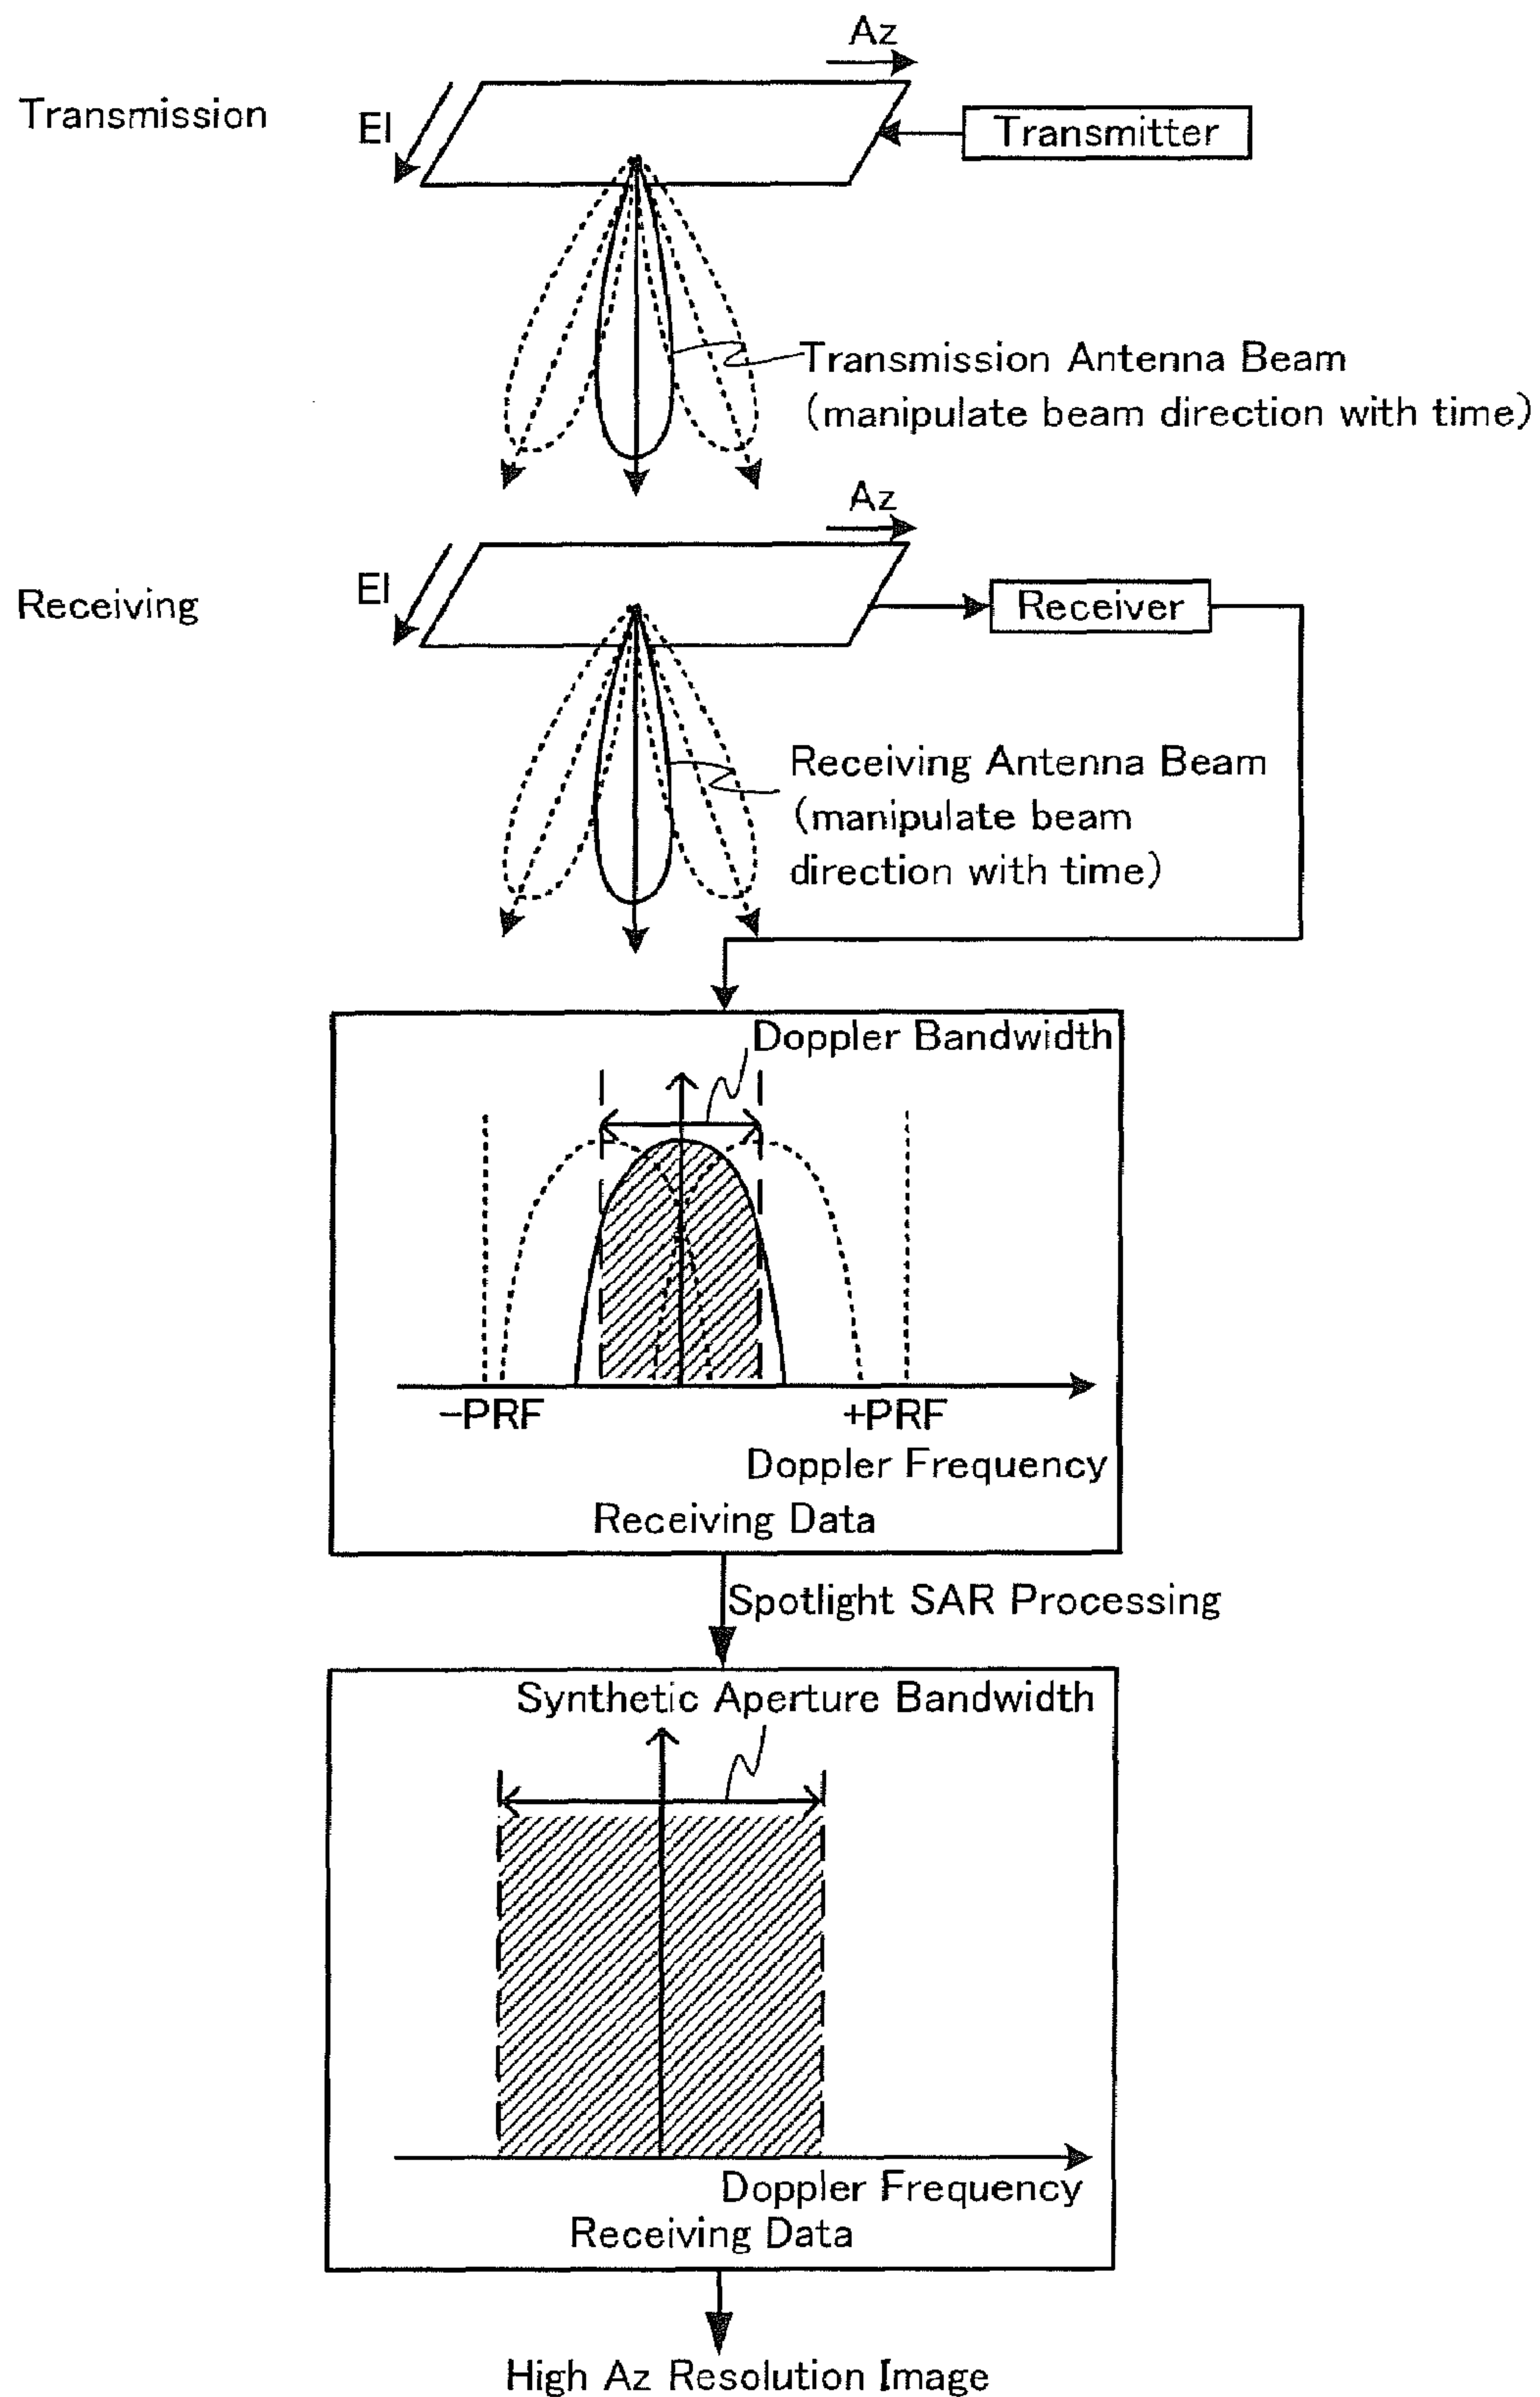 Az
Transmission
El
Transmitter
Transmission Antenna Beam
(manipulate beam direction with time)
Az
Receiving
El
Receiver
Receiving Antenna Beam
(manipulate beam
direction with time)
Doppler Bandwidth
−PRF
+PRF
Doppler Frequency
Receiving Data
Spotlight SAR Processing
Synthetic Aperture Bandwidth
Doppler Frequency
Receiving Data
High Az Resolution Image